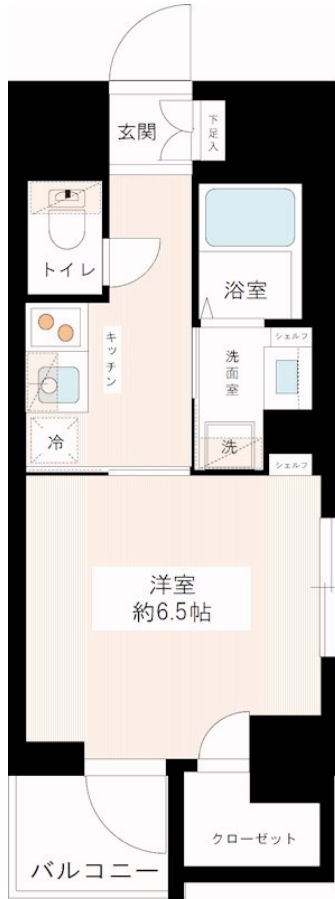 玄関
下足入
トイレ
浴室
キッチン
洗面室
シェルフ
冷
洗
シェルフ
洋室
約6.5帖
クローゼット
バルコニー